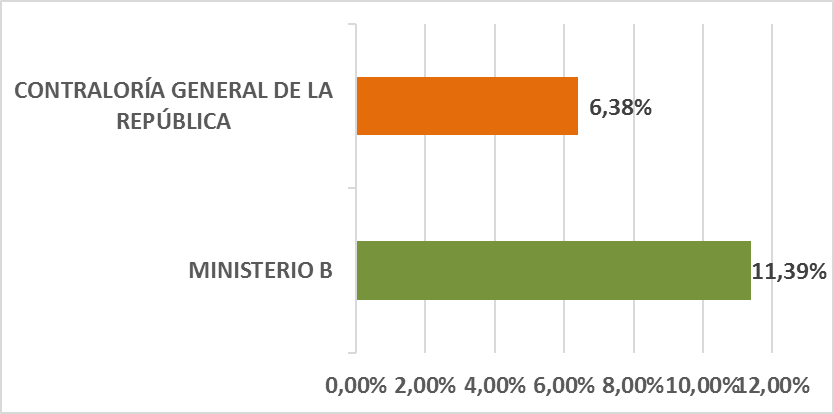 CONTRALORÍA GENERAL DE LA
REPÚBLICA
6,38%
MINISTERIO B
11,39%
0,00% 2,00% 4,00% 6,00% 8,00% 10,00% 12,00%